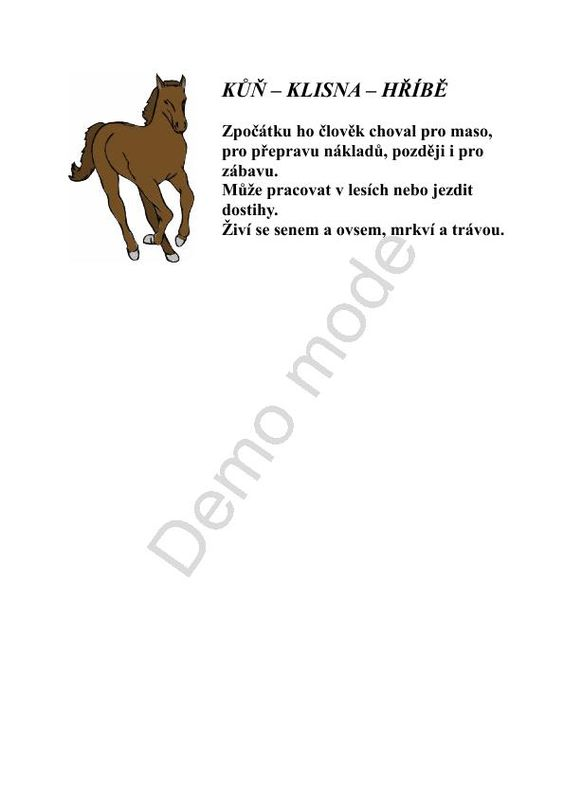 KŮŇ – KLISNA – HŘÍBĚ
Zpočátku ho člověk choval pro maso,
pro přepravu nákladů, později i pro
zábavu.
Může pracovat v lesích nebo jezdit
dostihy.
Živí se senem a ovsem, mrkví a trávou.
Demo mode